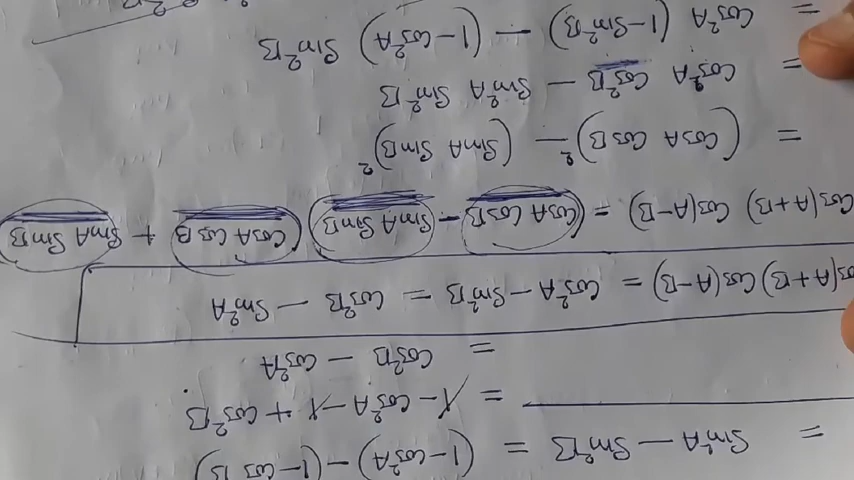 = Sin²A - Sin²B = (1-Cos²A) - (1-Cos B)
= 1 - Cos²A - 1 + Cos²B
= Cos²B - Cos²A
Cos(A+B) Cos(A-B) = Cos²A - Sin²B = Cos²B - Sin²A
Cos(A+B) Cos(A-B) = (CosA CosB - SinA SinB) (CosA CosB + SinA SinB)
= (CosA CosB)² - (SinA SinB)²
= Cos²A Cos²B - Sin²A Sin²B
= Cos²A (1-Sin²B) - (1-Cos²A) Sin²B